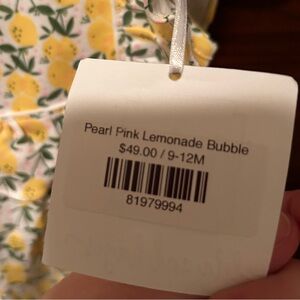 Pearl Pink Lemonade Bubble
$49.00 / 9-12M
81979994